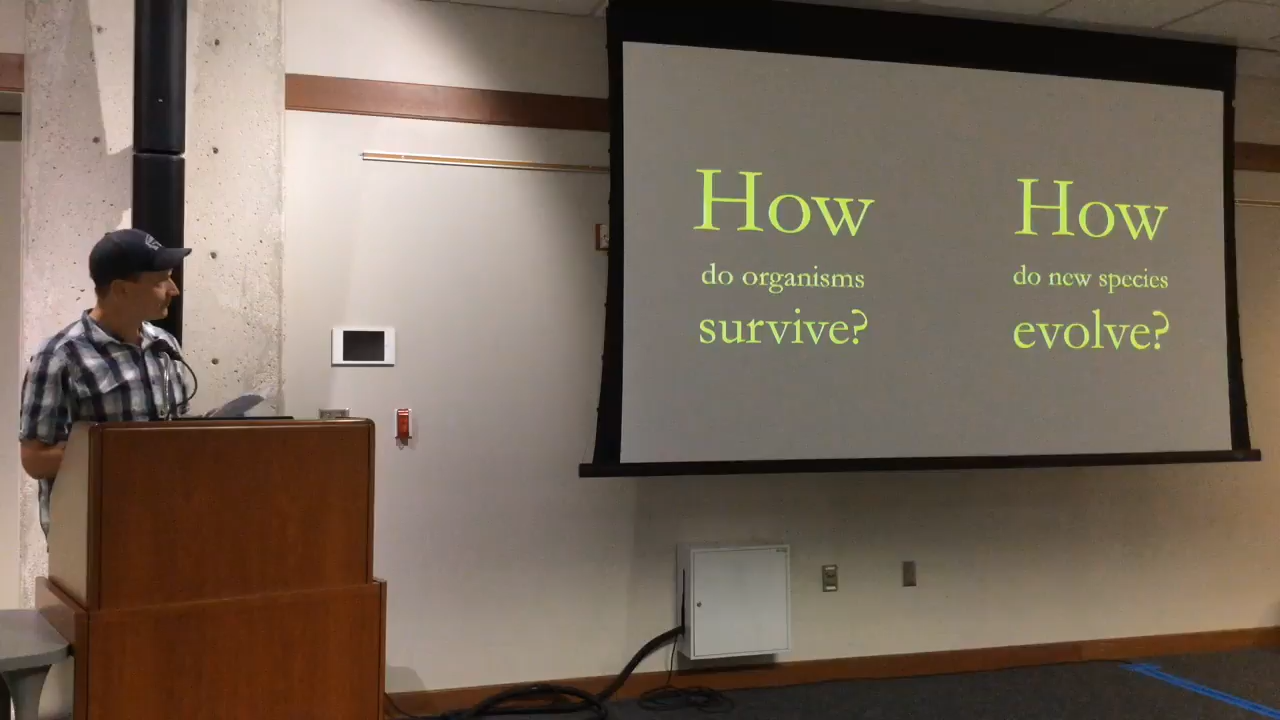 How
do organisms
survive?
How
do new species
evolve?